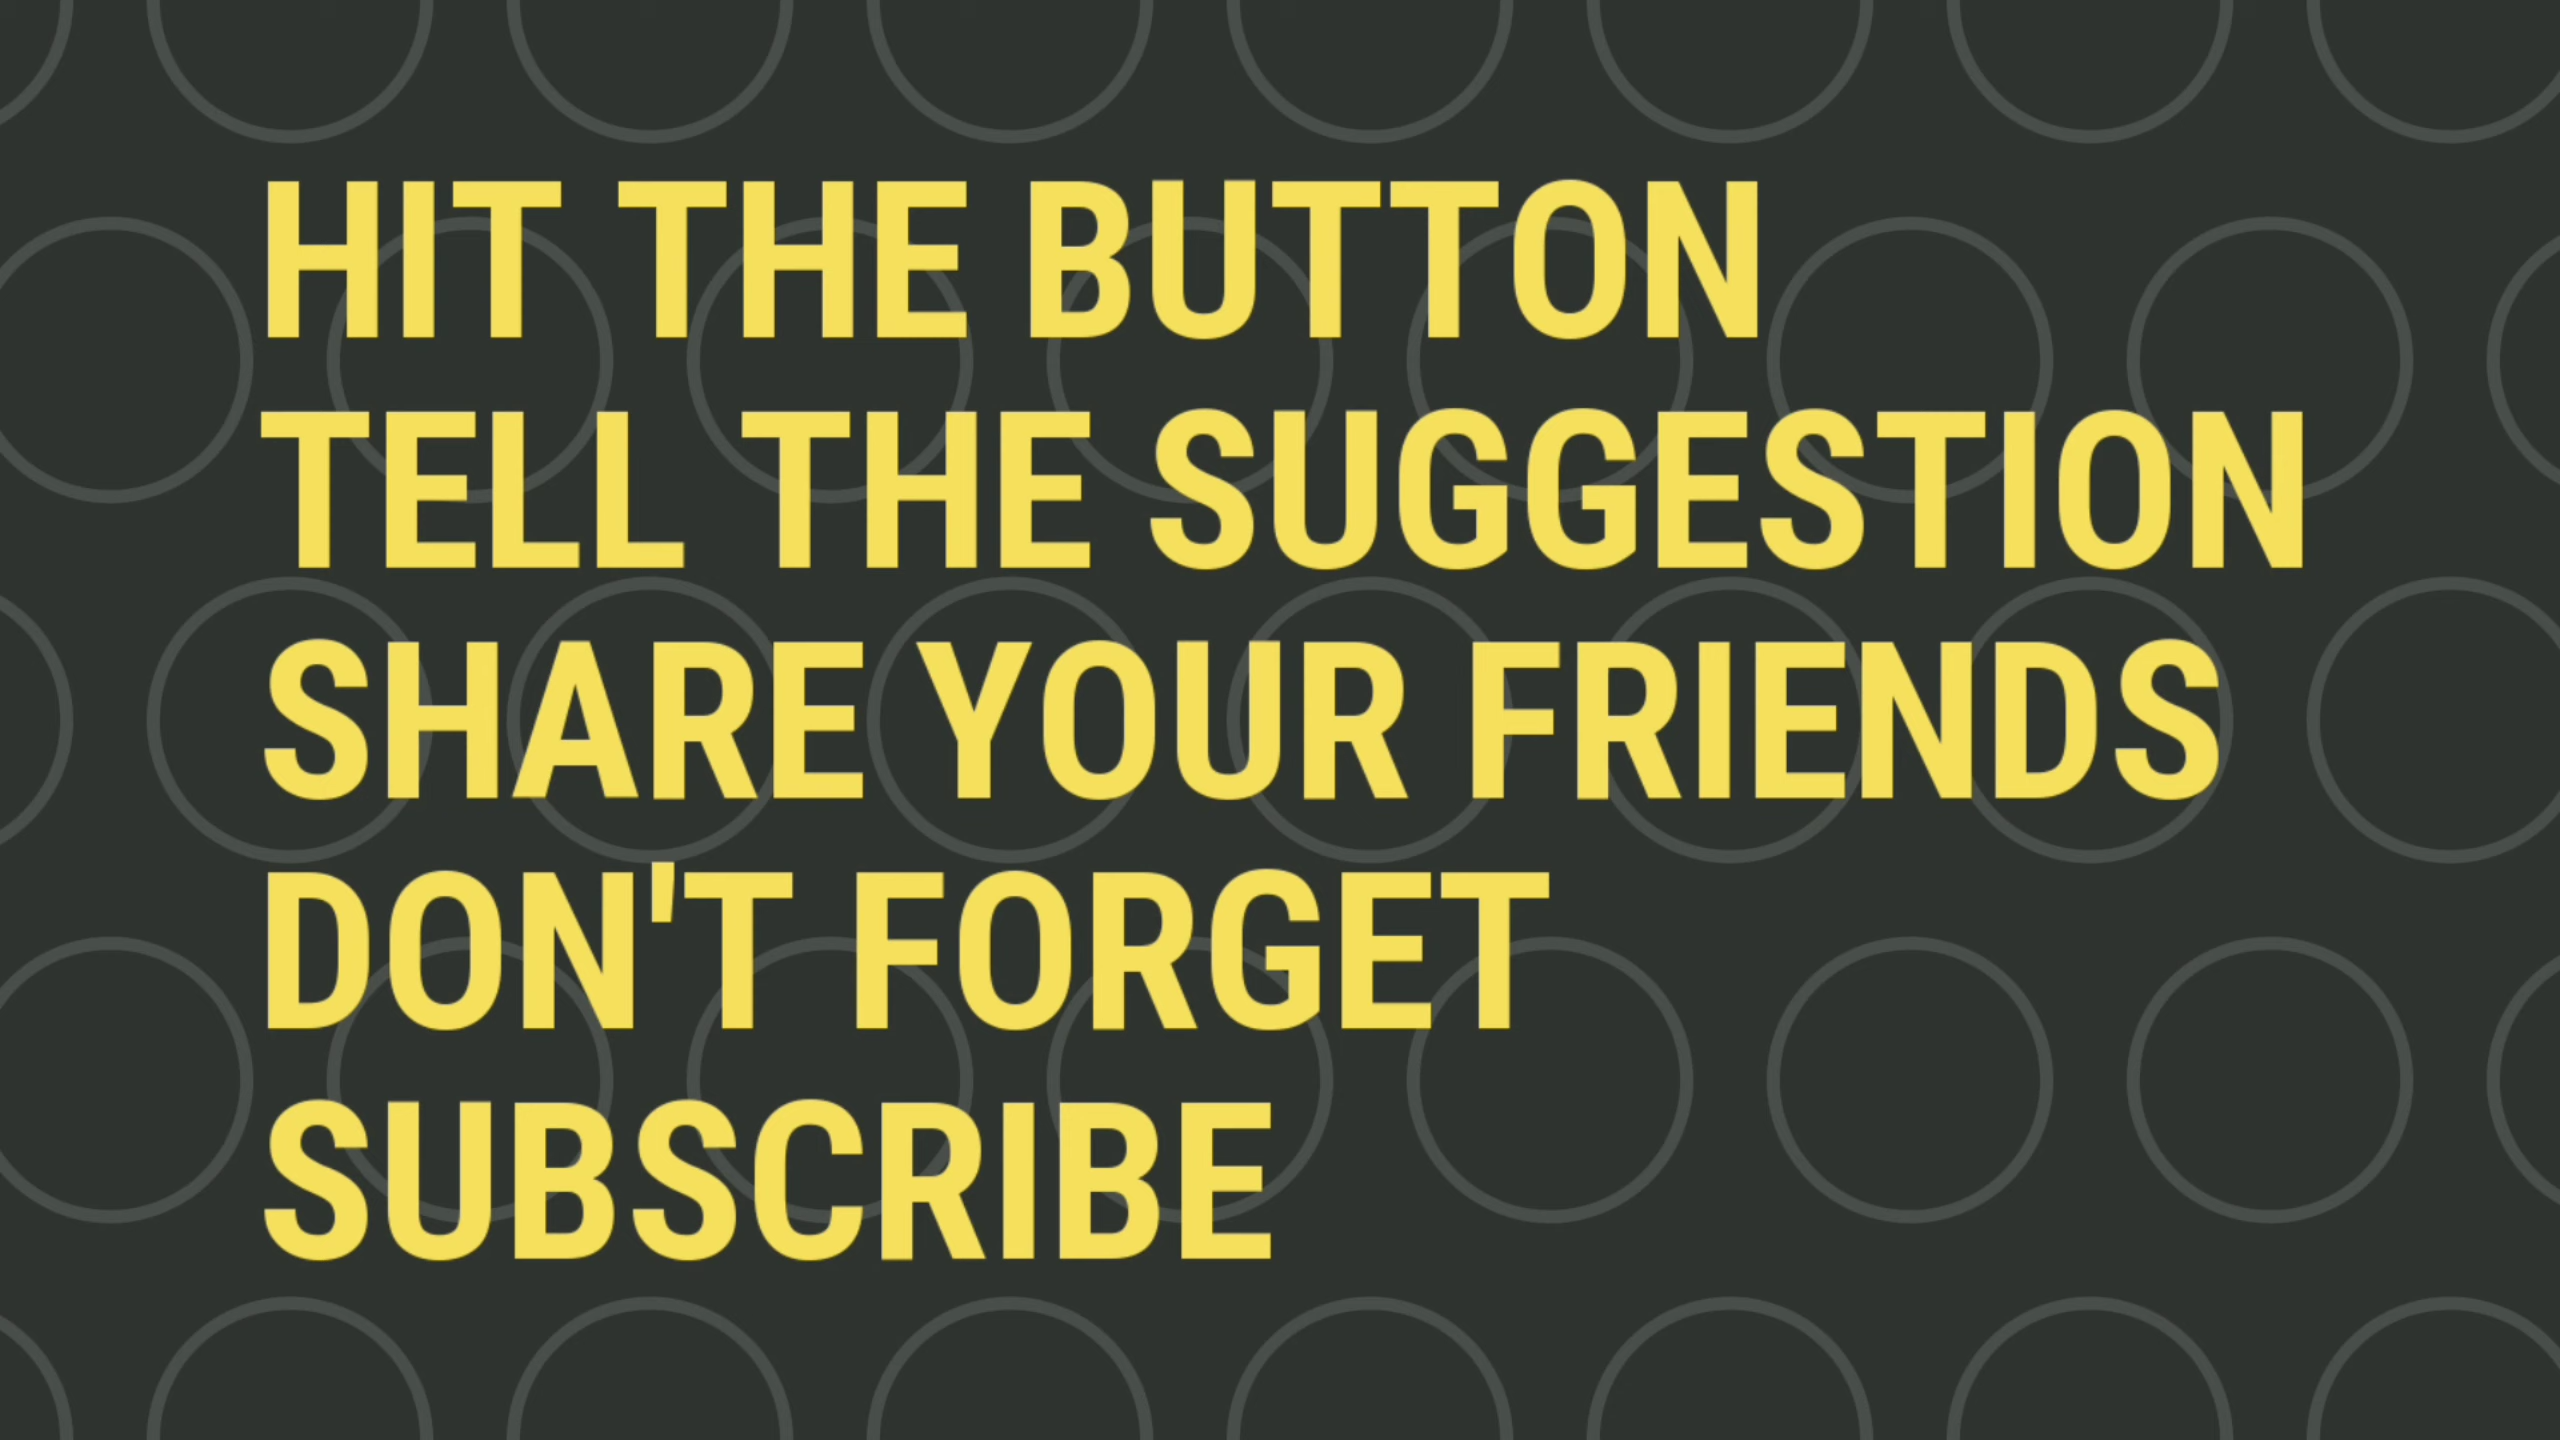 HIT THE BUTTON
TELL THE SUGGESTION
SHARE YOUR FRIENDS
DON'T FORGET
SUBSCRIBE